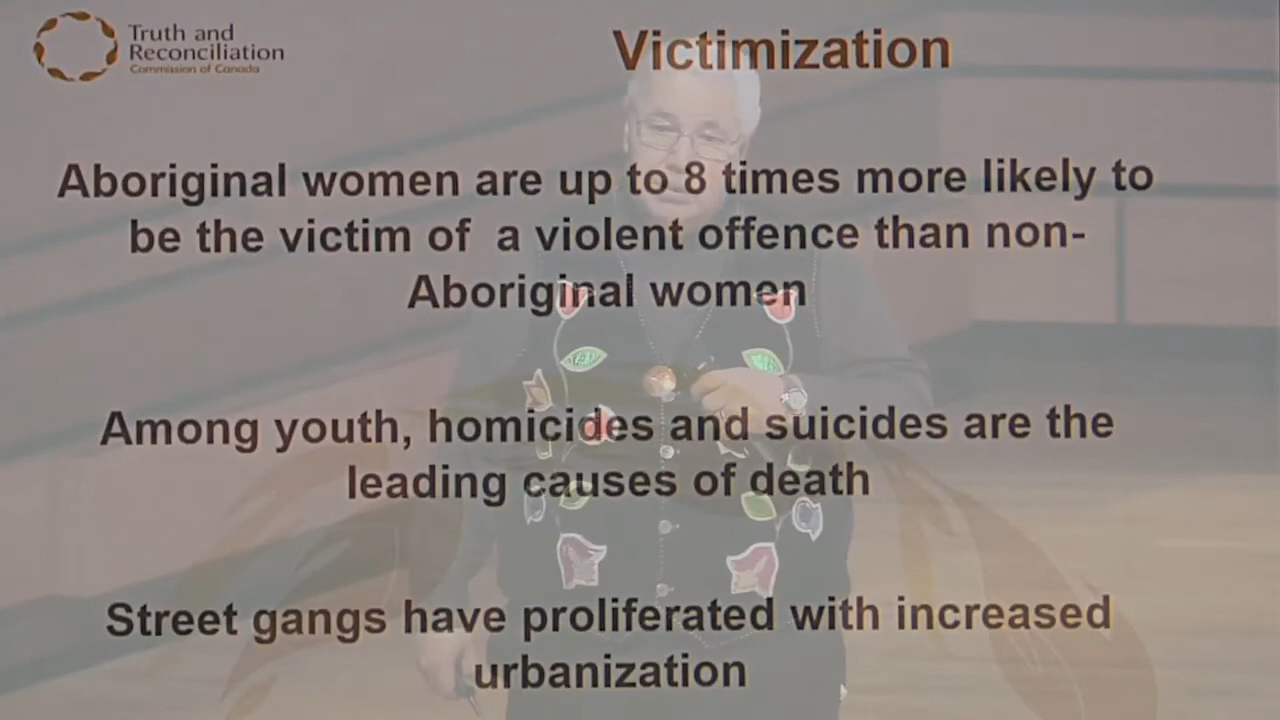 Truth and
Reconciliation
Commission of Canada
Victimization
Aboriginal women are up to 8 times more likely to
be the victim of a violent offence than non-
Aboriginal women
Among youth, homicides and suicides are the
leading causes of death
Street gangs have proliferated with increased
urbanization